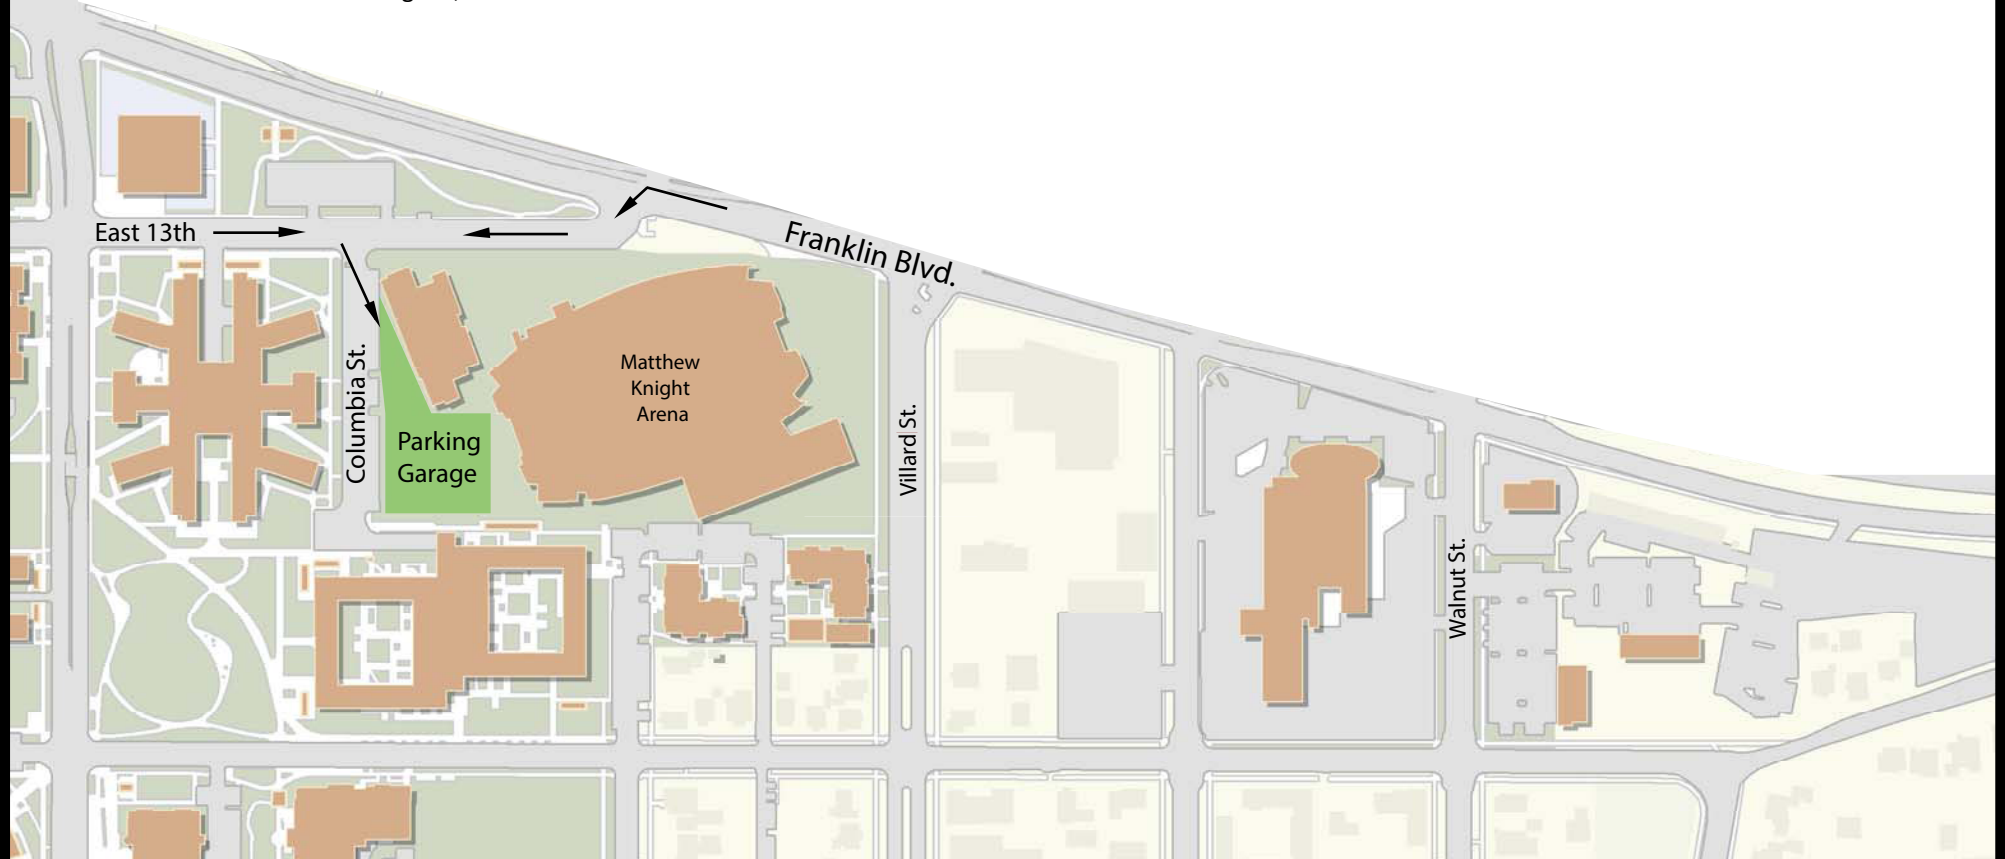 East 13th
Franklin Blvd.
Matthew
Knight
Arena
Columbia St.
Parking
Garage
Villard St.
Walnut St.